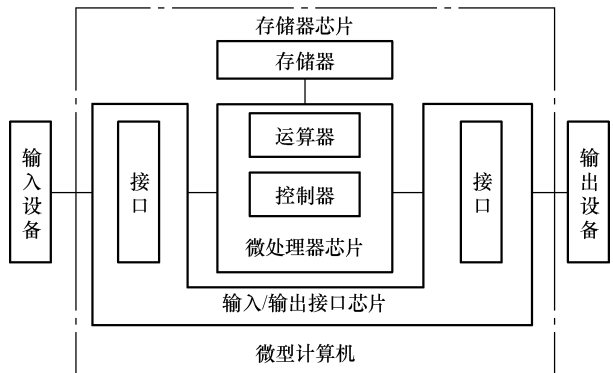 存储器芯片
存储器
运算器
控制器
微处理器芯片
输入设备
接口
接口
输出设备
输入/输出接口芯片
微型计算机